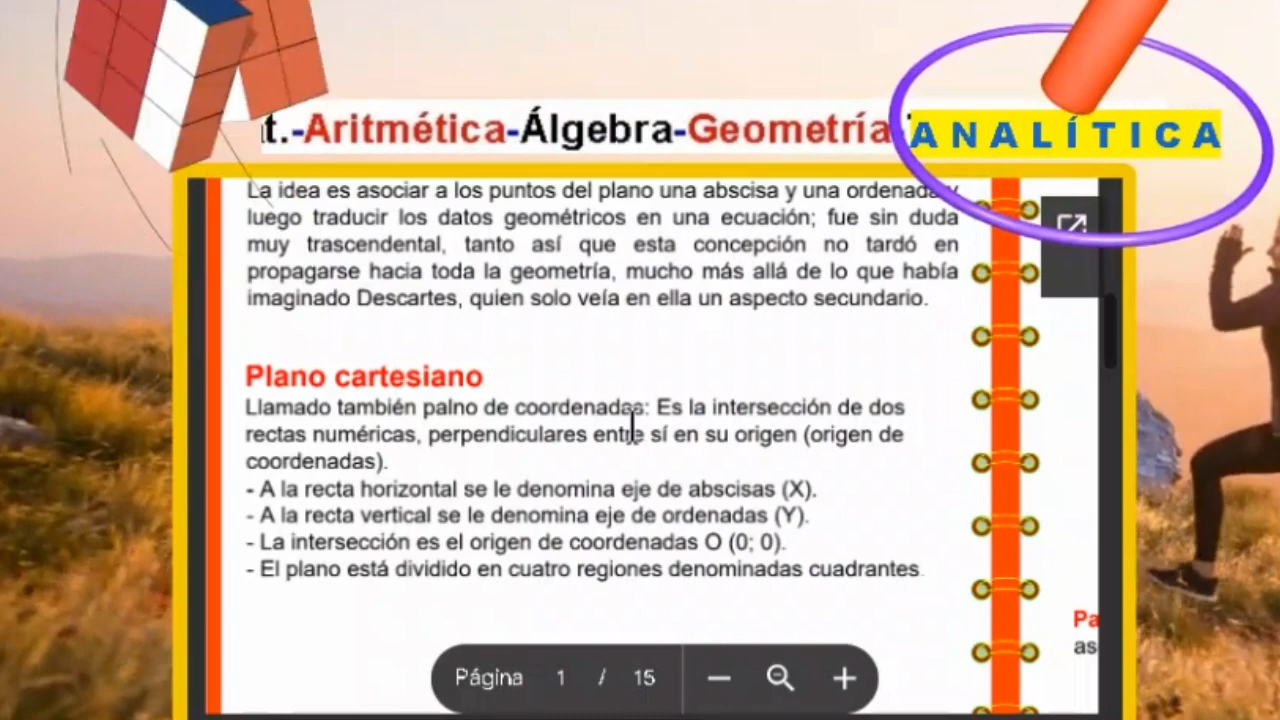 t.-Aritmética-Álgebra-Geometría-
ANALÍTICA
La idea es asociar a los puntos del plano una abscisa y una ordenada y
luego traducir los datos geométricos en una ecuación; fue sin duda
muy trascendental, tanto así que esta concepción no tardó en
propagarse hacia toda la geometría, mucho más allá de lo que había
imaginado Descartes, quien solo veía en ella un aspecto secundario.
Plano cartesiano
Llamado también palno de coordenadas: Es la intersección de dos
rectas numéricas, perpendiculares entre sí en su origen (origen de
coordenadas).
- A la recta horizontal se le denomina eje de abscisas (X).
- A la recta vertical se le denomina eje de ordenadas (Y).
- La intersección es el origen de coordenadas O (0; 0).
- El plano está dividido en cuatro regiones denominadas cuadrantes.
Pa
as
Página 1 / 15